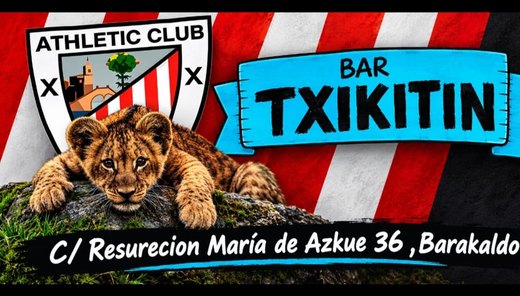 ATHLETIC CLUB
X X
BAR
TXIKITIN
C/ Resurecion María de Azkue 36 ,Barakaldo